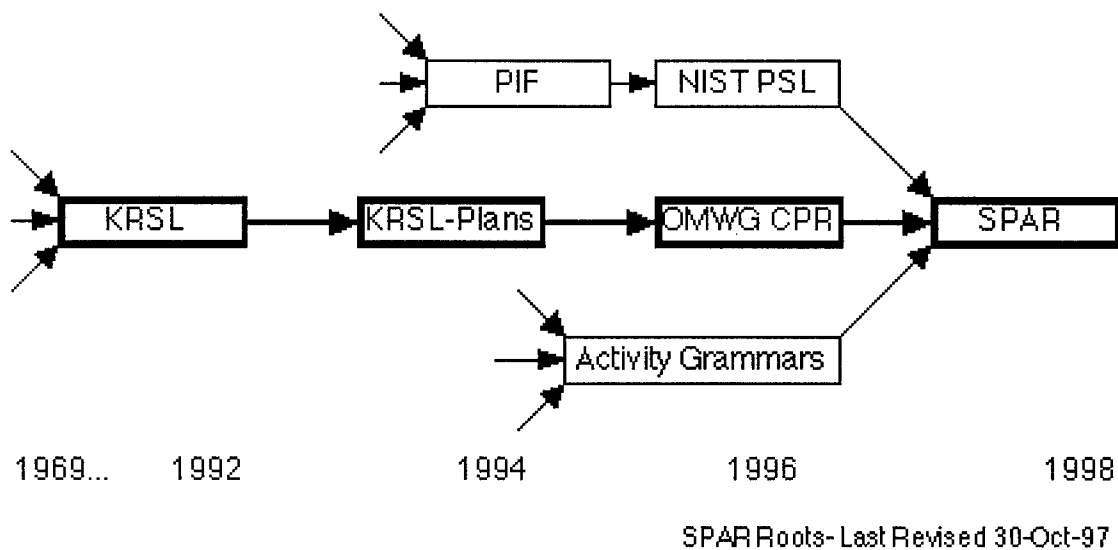 PIF NIST PSL
KRSL KRSL-Plans OMWG CPR SPAR
Activity Grammars
1969... 1992 1994 1996 1998
SPAR Roots- Last Revised 30-Oct-97